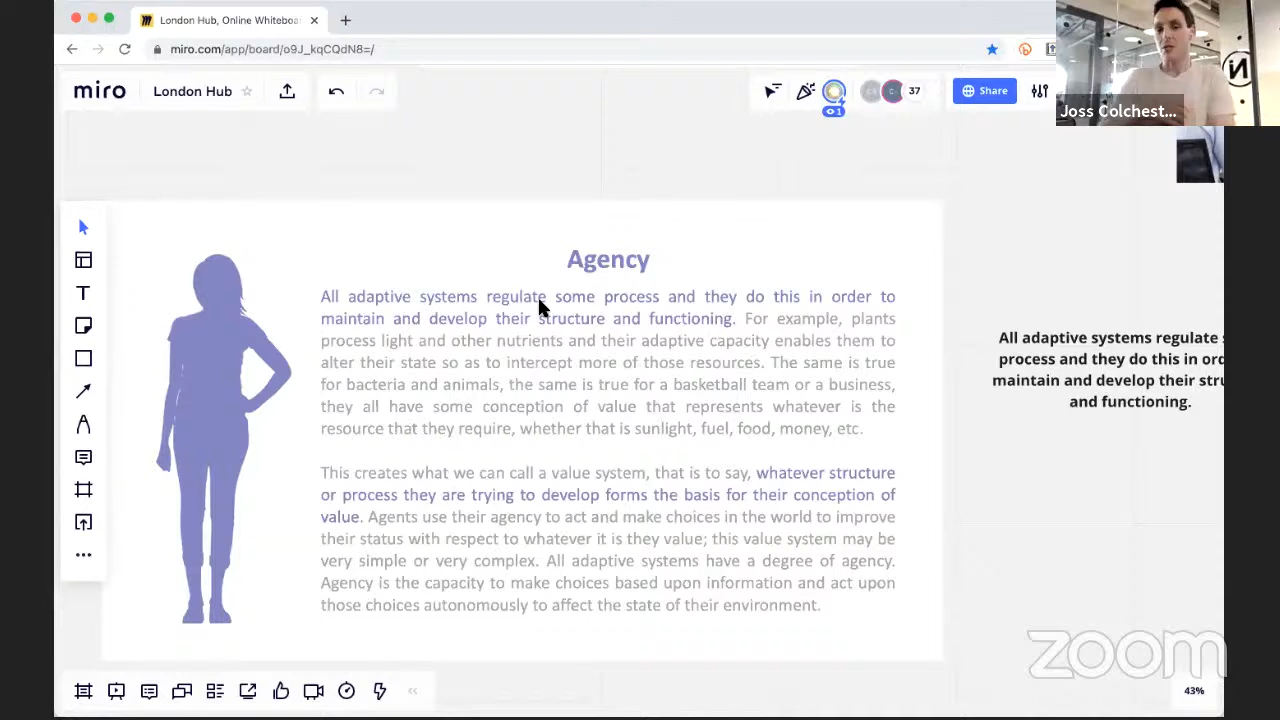 London Hub, Online Whiteboa
miro.com/app/board/o9J_kqCQdN8=/
miro
London Hub
37
Share
1
Joss Colchest...
Agency
All adaptive systems regulate some process and they do this in order to
maintain and develop their structure and functioning. For example, plants
process light and other nutrients and their adaptive capacity enables them to
alter their state so as to intercept more of those resources. The same is true
for bacteria and animals, the same is true for a basketball team or a business,
they all have some conception of value that represents whatever is the
resource that they require, whether that is sunlight, fuel, food, money, etc.
This creates what we can call a value system, that is to say, whatever structure
or process they are trying to develop forms the basis for their conception of
value. Agents use their agency to act and make choices in the world to improve
their status with respect to whatever it is they value; this value system may be
very simple or very complex. All adaptive systems have a degree of agency.
Agency is the capacity to make choices based upon information and act upon
those choices autonomously to affect the state of their environment.
All adaptive systems regulate
process and they do this in ord
maintain and develop their stru
and functioning.
zoom
43%